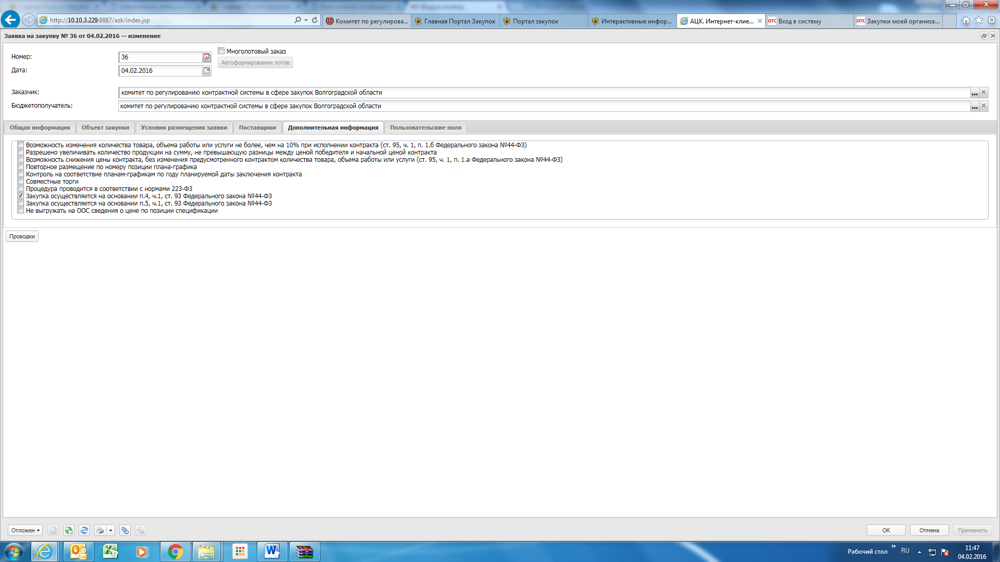 http://10.10.3.229:8887/azk/index.jsp
Комитет по регулирова...
Главная Портал Закупок
Портал закупок
Интерактивные инфор...
АЦК. Интернет-клие...
ОТС Вход в систему
ОТС Закупки моей организа...
Заявка на закупку № 36 от 04.02.2016 — изменение
Номер:
36
Многолотовый заказ
Автоформирование лотов
Дата:
04.02.2016
Заказчик:
комитет по регулированию контрактной системы в сфере закупок Волгоградской области
Бюджетополучатель:
комитет по регулированию контрактной системы в сфере закупок Волгоградской области
Общая информация
Объект закупки
Условия размещения заявки
Поставщики
Дополнительная информация
Пользовательские поля
Возможность изменения количества товара, объема работы или услуги не более, чем на 10% при исполнении контракта (ст. 95, ч. 1, п. 1.б Федерального закона №44-ФЗ)
Разрешено увеличивать количество продукции на сумму, не превышающую разницы между ценой победителя и начальной ценой контракта
Возможность снижения цены контракта, без изменения предусмотренного контрактом количества товара, объема работы или услуги (ст. 95, ч. 1, п. 1.а Федерального закона №44-ФЗ)
Повторное размещение по номеру позиции плана-графика
Контроль на соответствие планам-графикам по году планируемой даты заключения контракта
Совместные торги
Процедура проводится в соответствии с нормами 223-ФЗ
Закупка осуществляется на основании п.4, ч.1, ст. 93 Федерального закона №44-ФЗ
Закупка осуществляется на основании п.5, ч.1, ст. 93 Федерального закона №44-ФЗ
Не выгружать на ООС сведения о цене по позиции спецификации
Проводки
Отложен
OK
Отмена
Применить
Рабочий стол
RU
11:47
04.02.2016